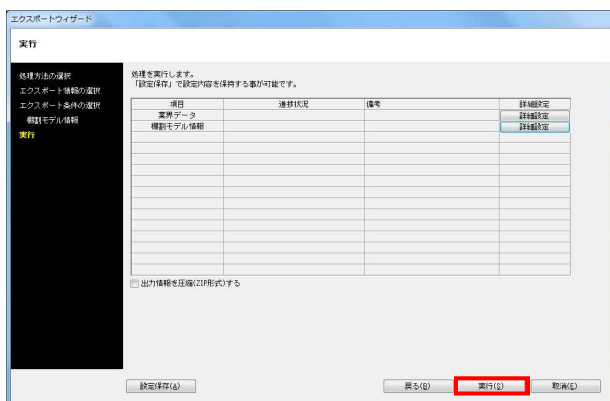 エクスポートウィザード
実行
処理方法の選択
エクスポート情報の選択
エクスポート条件の選択
棚割モデル情報
実行
処理を実行します。
「設定保存」で設定内容を保持する事が可能です。
項目 進捗状況 備考 詳細設定
業界データ 詳細設定
棚割モデル情報 詳細設定
出力情報を圧縮(ZIP形式)する
設定保存(A) 戻る(B) 実行(S) 取消(E)